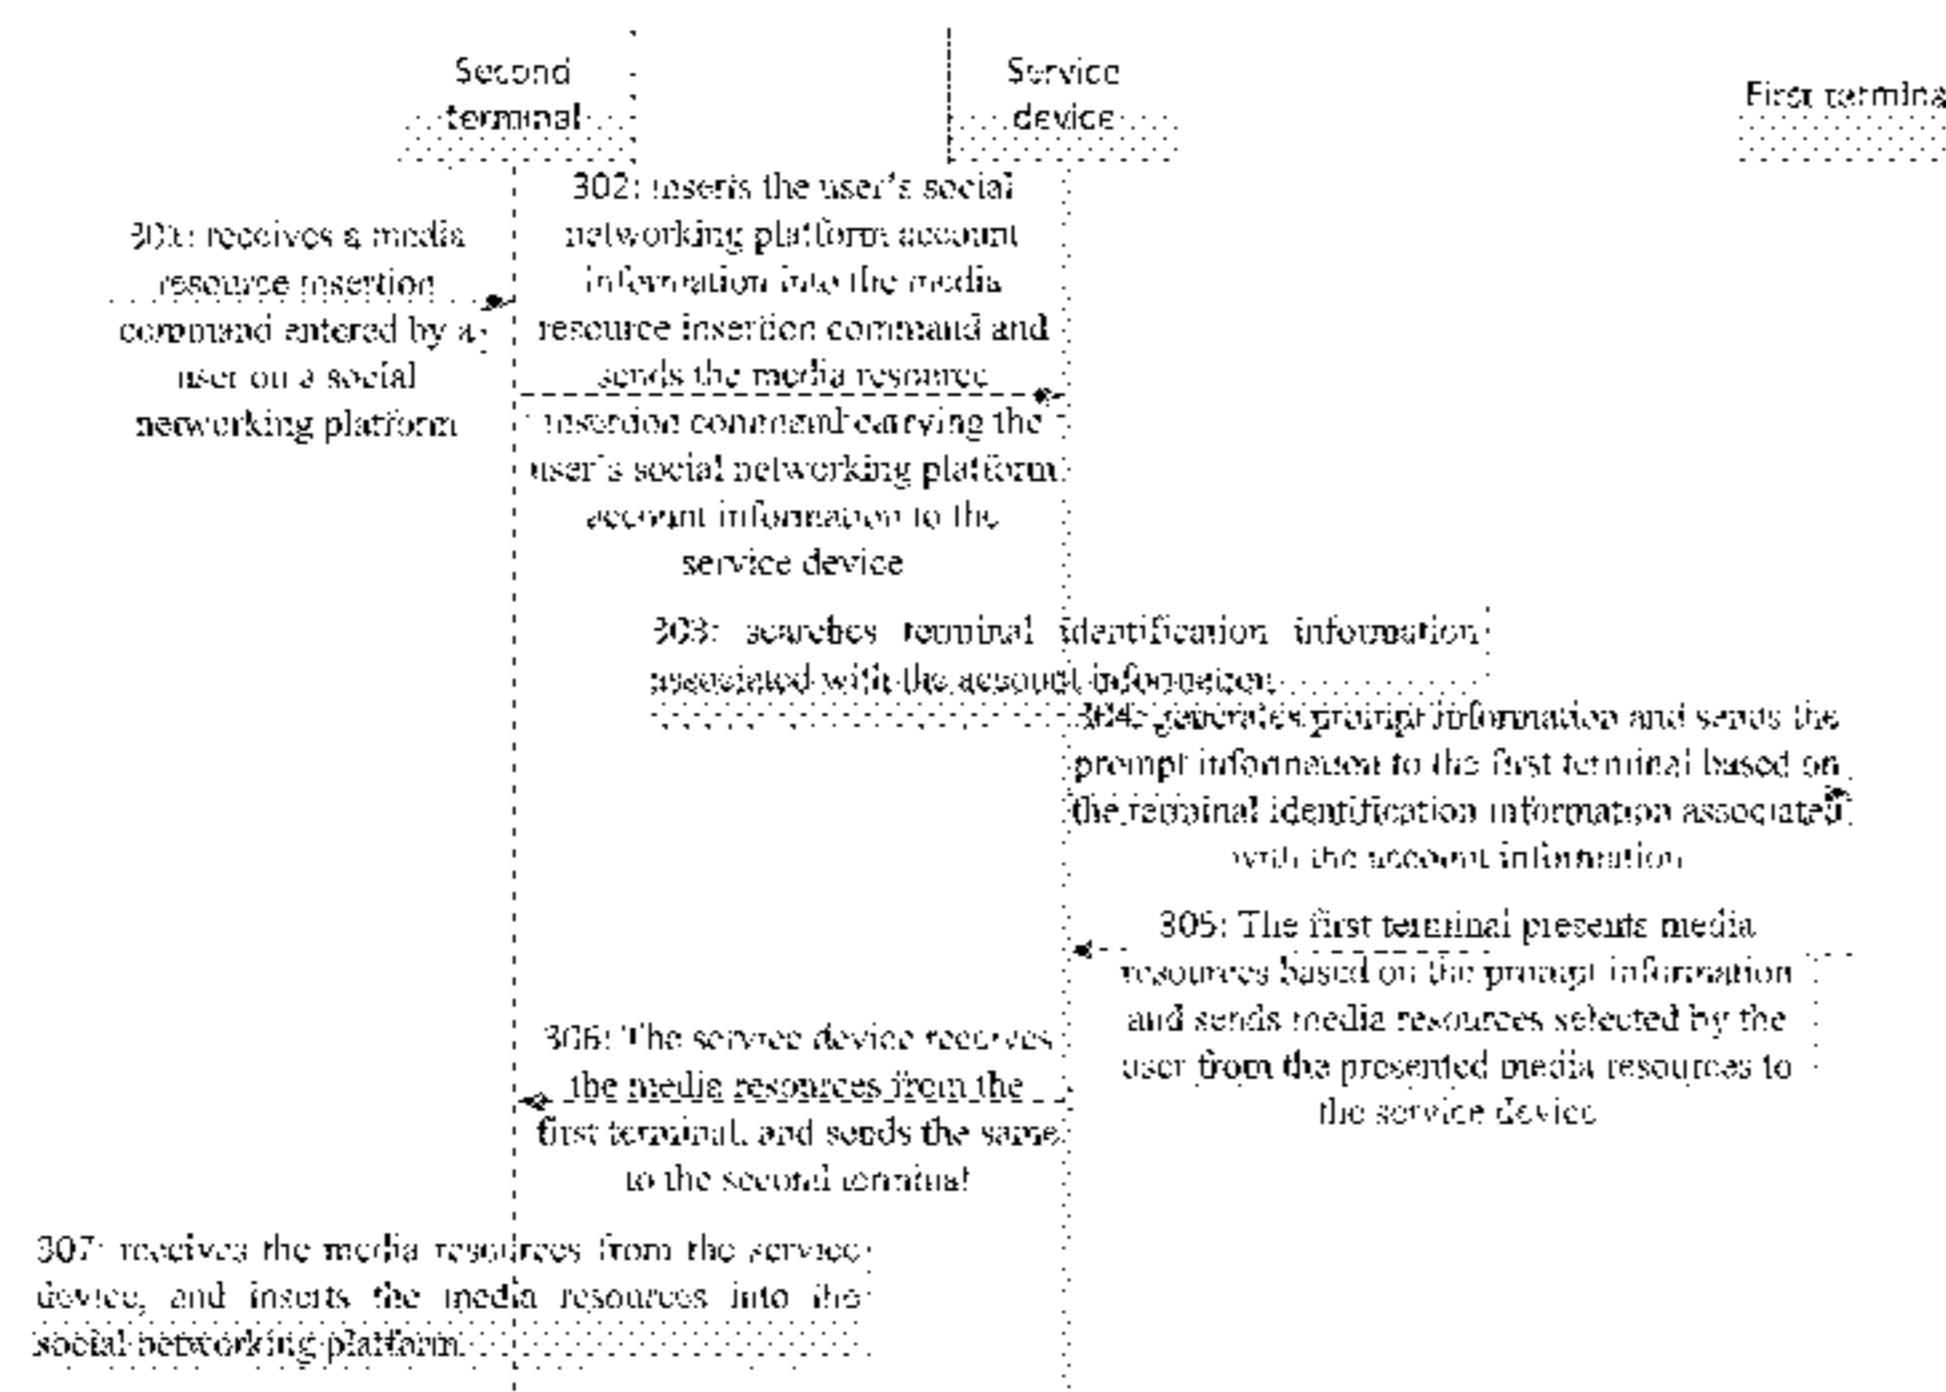 Second
terminal
Service
device
First termina
301: receives a media
resource insertion
command entered by a
user on a social
networking platform
302: inserts the user's social
networking platform account
information into the media
resource insertion command and
sends the media resource
insertion command carrying the
user's social networking platform
account information to the
service device
303: searches terminal identification information
associated with the account information
304: generates prompt information and sends the
prompt information to the first terminal based on
the terminal identification information associated
with the account information
305: The first terminal presents media
resources based on the prompt information
and sends media resources selected by the
user from the presented media resources to
the service device
306: The service device receives
the media resources from the
first terminal, and sends the same
to the second terminal
307: receives the media resources from the service
device, and inserts the media resources into the
social networking platform